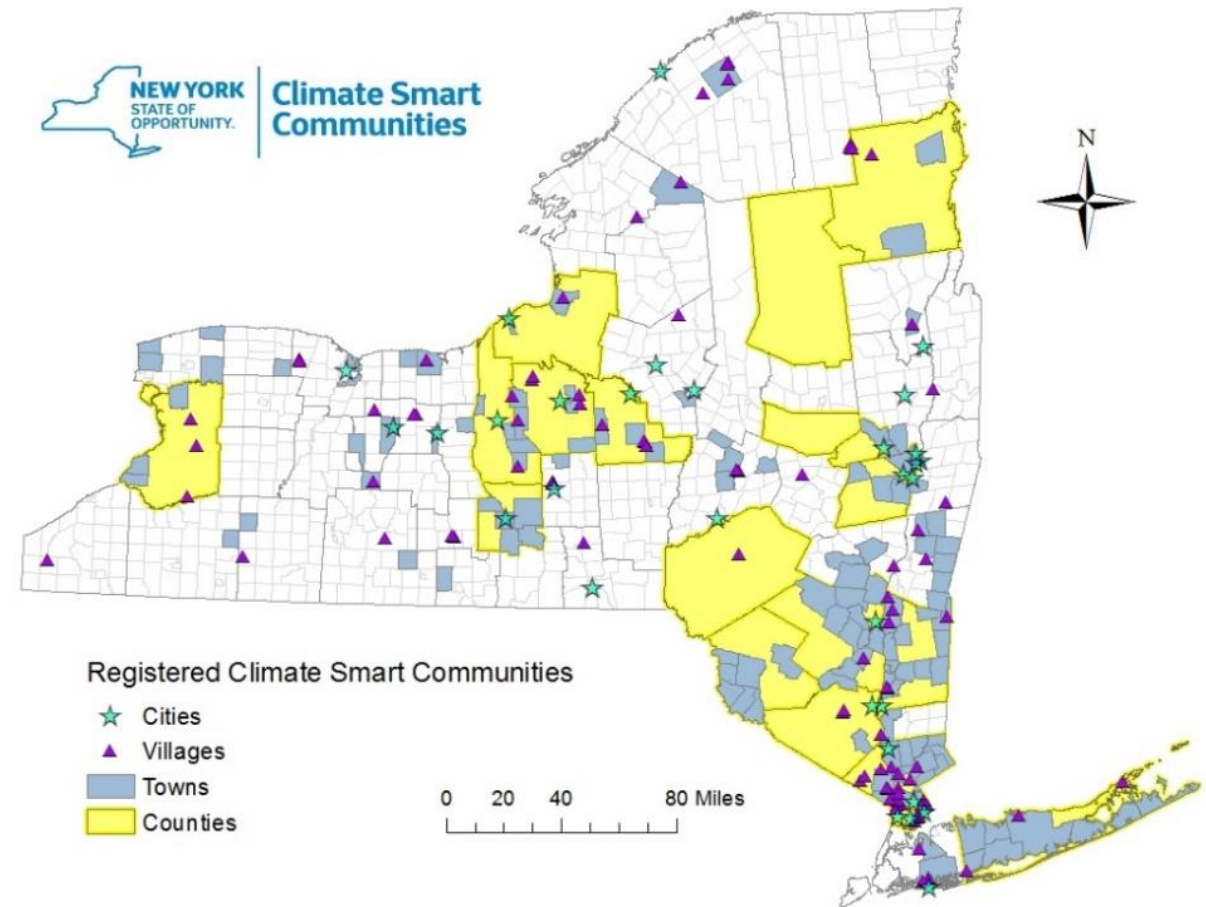 NEW YORK
STATE OF
OPPORTUNITY.
Climate Smart
Communities
N
Registered Climate Smart Communities
Cities
Villages
Towns
Counties
0 20 40 80 Miles